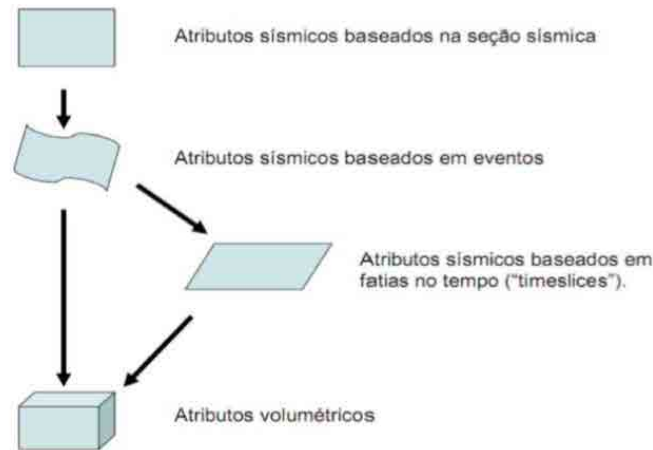 Atributos sísmicos baseados na seção sísmica
Atributos sísmicos baseados em eventos
Atributos sísmicos baseados em
fatias no tempo ("timeslices").
Atributos volumétricos